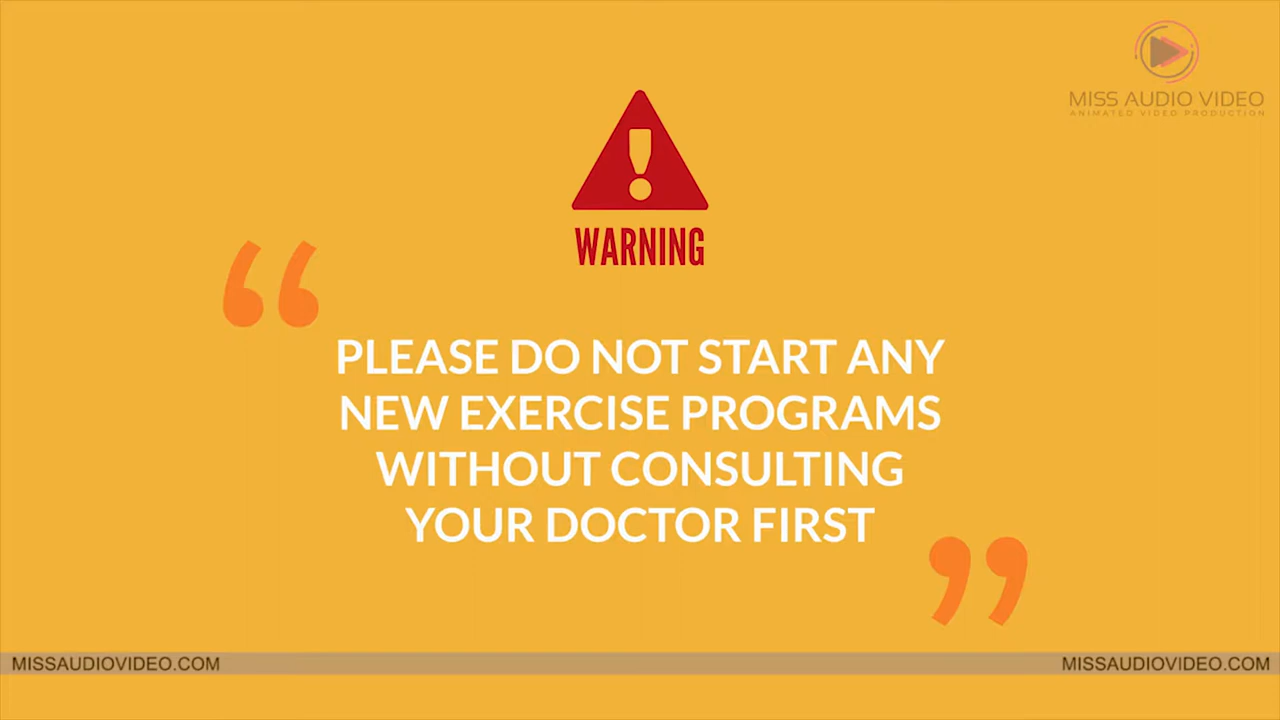 MISS AUDIO VIDEO
ANIMATED VIDEO PRODUCTION
WARNING
“
PLEASE DO NOT START ANY
NEW EXERCISE PROGRAMS
WITHOUT CONSULTING
YOUR DOCTOR FIRST
”
MISSAUDIOVIDEO.COM
MISSAUDIOVIDEO.COM